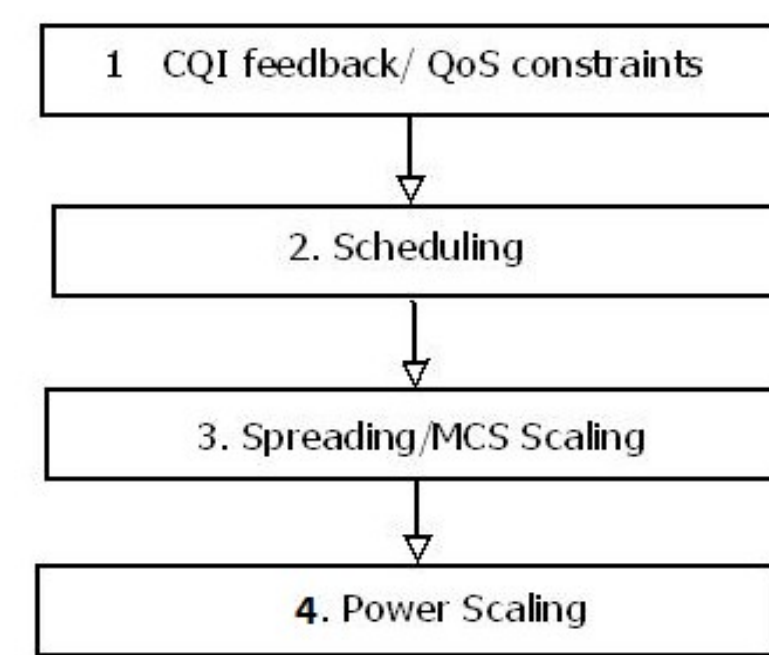 1 CQI feedback/ QoS constraints
2. Scheduling
3. Spreading/MCS Scaling
4. Power Scaling